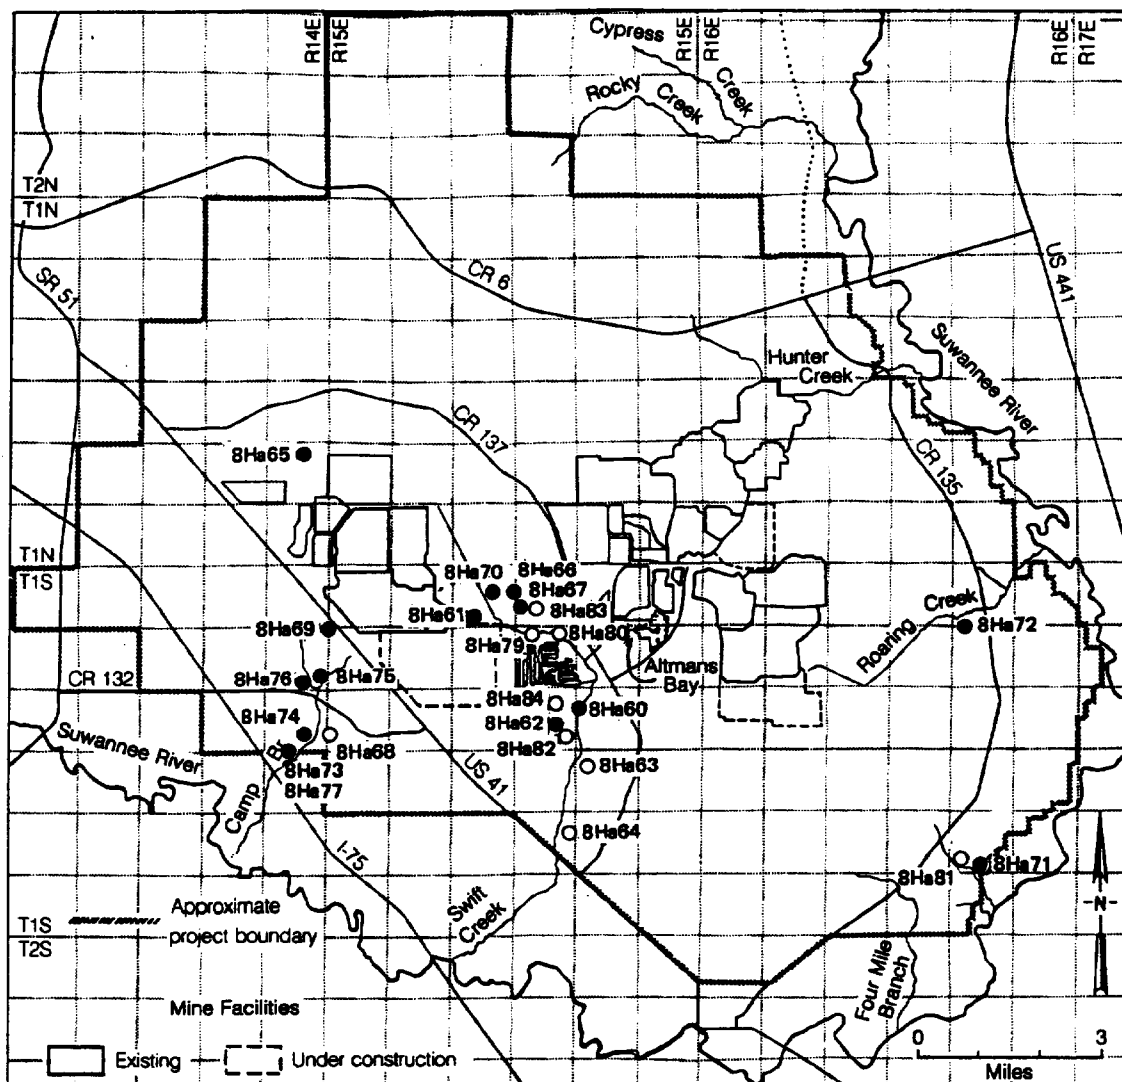 R14E
R15E
R15E
R16E
R16E
R17E
Cypress
Creek
Rocky
Creek
T2N
T1N
SR 51
CR 6
US 441
Suwannee
River
Hunter
Creek
CR 137
CR 135
8Ha65
T1N
T1S
8Ha66
8Ha70
8Ha67
8Ha83
8Ha61
8Ha69
8Ha79
8Ha80
Altmans
Bay
Roaring
Creek
8Ha72
CR 132
8Ha76
8Ha75
8Ha84
8Ha60
8Ha74
8Ha62
8Ha68
8Ha82
Suwannee River
Br
8Ha73
8Ha77
8Ha63
US 41
Camp
8Ha64
I-75
8Ha81
8Ha71
Swift
Creek
T1S
T2S
Approximate
project boundary
Four Mile
Branch
N
Mine Facilities
Existing
Under construction
0
3
Miles